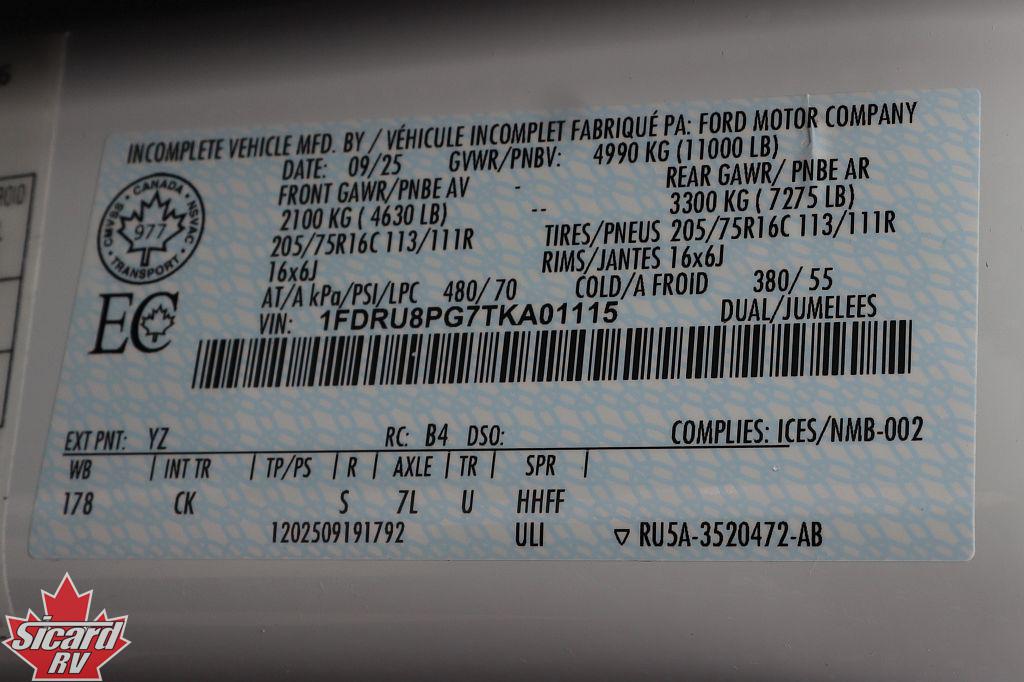 INCOMPLETE VEHICLE MFD. BY / VÉHICULE INCOMPLET FABRIQUÉ PA: FORD MOTOR COMPANY
DATE: 09/25 GVWR/PNBV: 4990 KG (11000 LB)
FRONT GAWR/PNBE AV - REAR GAWR/ PNBE AR
2100 KG ( 4630 LB) -- 3300 KG ( 7275 LB)
205/75R16C 113/111R TIRES/PNEUS 205/75R16C 113/111R
16x6J RIMS/JANTES 16x6J
AT/A kPa/PSI/LPC 480/ 70 COLD/A FROID 380/ 55
VIN: 1FDRU8PG7TKA01115 DUAL/JUMELEES
CANADA
CMVSS • NSVAC
977
TRANSPORT
EC
EXT PNT: YZ RC: B4 DSO: COMPLIES: ICES/NMB-002
WB | INT TR | TP/PS | R | AXLE | TR | SPR |
178 CK S 7L U HHFF
1202509191792 ULI ▽ RU5A-3520472-AB
Sicard
RV